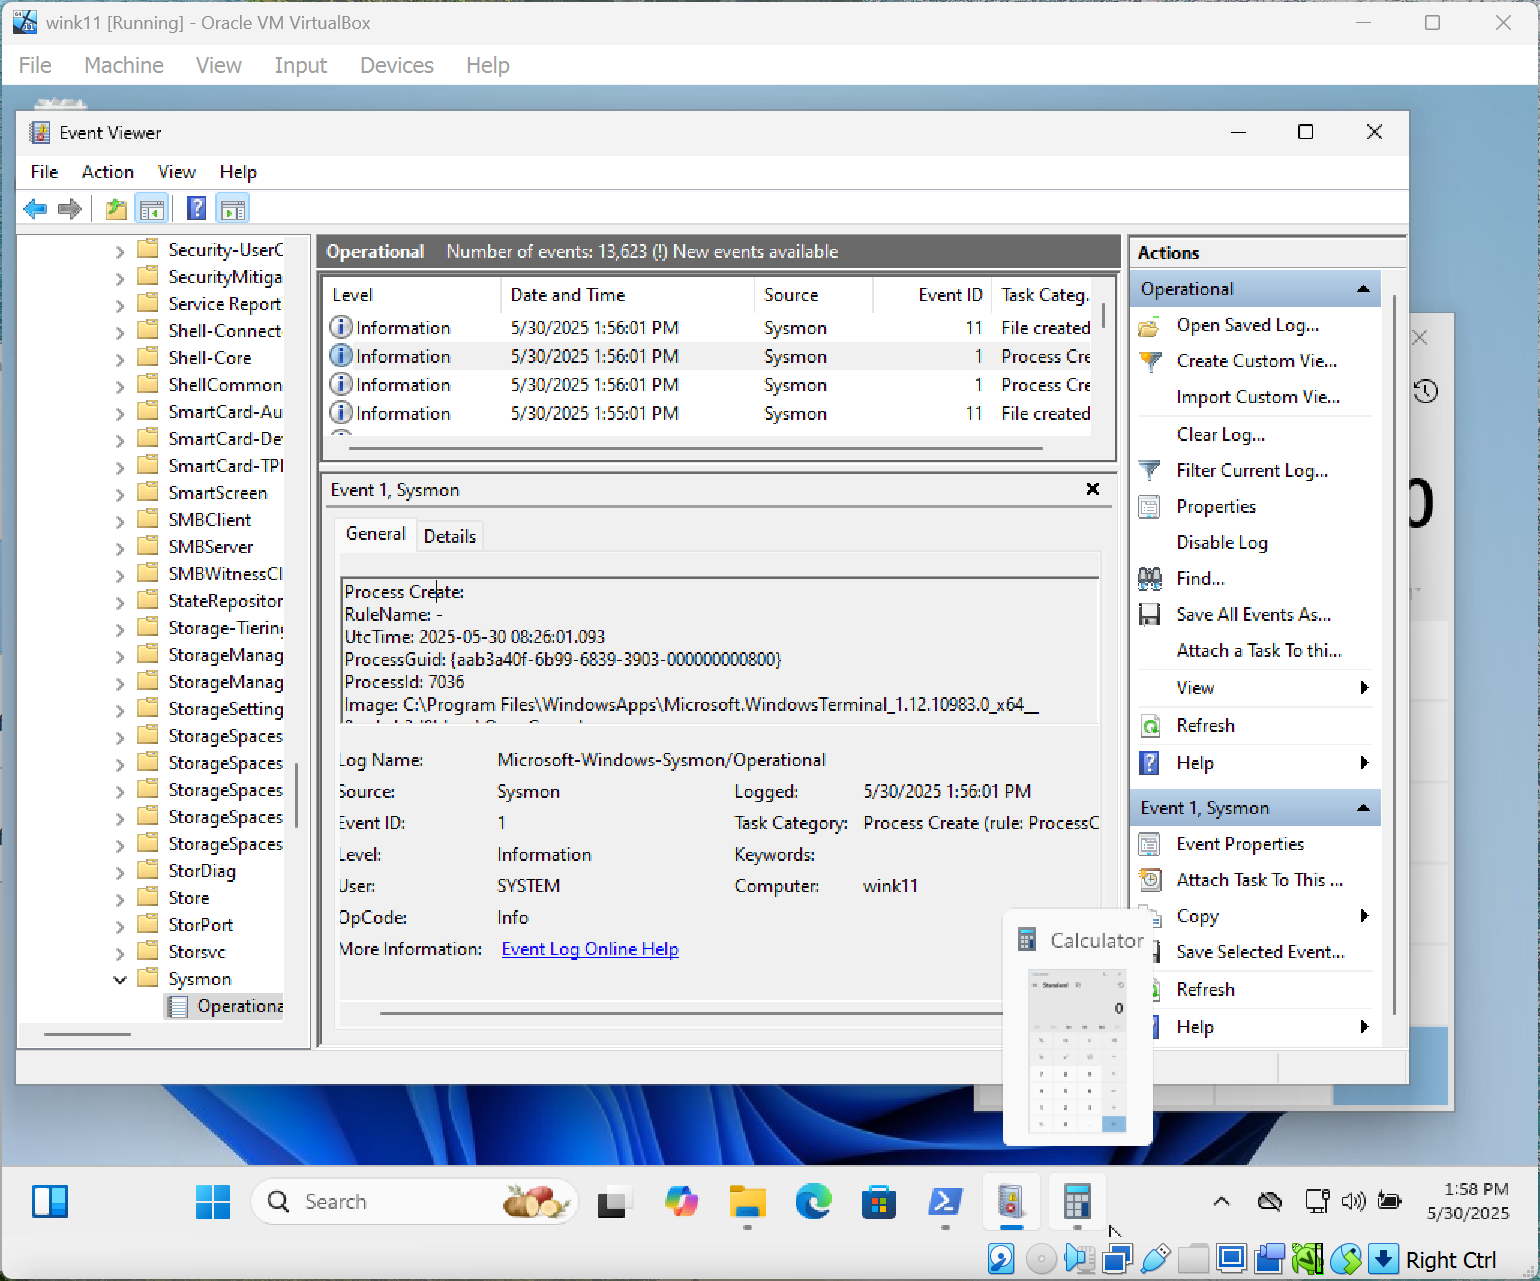 wink11 [Running] - Oracle VM VirtualBox
File Machine View Input Devices Help
Event Viewer
File Action View Help
Security-UserC
SecurityMitiga
Service Report
Shell-Connect
Shell-Core
ShellCommon
SmartCard-Au
SmartCard-De
SmartCard-TPI
SmartScreen
SMBClient
SMBServer
SMBWitnessCl
StateRepositor
Storage-Tiering
StorageManag
StorageManag
StorageSetting
StorageSpaces
StorageSpaces
StorageSpaces
StorageSpaces
StorageSpaces
StorDiag
Store
StorPort
Storsvc
Sysmon
Operationa
Operational Number of events: 13,623 (!) New events available
Level Date and Time Source Event ID Task Categ.
Information 5/30/2025 1:56:01 PM Sysmon 11 File created
Information 5/30/2025 1:56:01 PM Sysmon 1 Process Cre
Information 5/30/2025 1:56:01 PM Sysmon 1 Process Cre
Information 5/30/2025 1:55:01 PM Sysmon 11 File created
Event 1, Sysmon
General Details
Process Create:
RuleName: -
UtcTime: 2025-05-30 08:26:01.093
ProcessGuid: {aab3a40f-6b99-6839-3903-000000000800}
ProcessId: 7036
Image: C:\Program Files\WindowsApps\Microsoft.WindowsTerminal_1.12.10983.0_x64__
Log Name: Microsoft-Windows-Sysmon/Operational
Source: Sysmon Logged: 5/30/2025 1:56:01 PM
Event ID: 1 Task Category: Process Create (rule: ProcessC
Level: Information Keywords:
User: SYSTEM Computer: wink11
OpCode: Info
More Information: Event Log Online Help
Actions
Operational
Open Saved Log...
Create Custom Vie...
Import Custom Vie...
Clear Log...
Filter Current Log...
Properties
Disable Log
Find...
Save All Events As...
Attach a Task To thi...
View
Refresh
Help
Event 1, Sysmon
Event Properties
Attach Task To This ...
Copy
Save Selected Event...
Refresh
Help
0
Calculator
Standard
0
Search
1:58 PM
5/30/2025
Right Ctrl